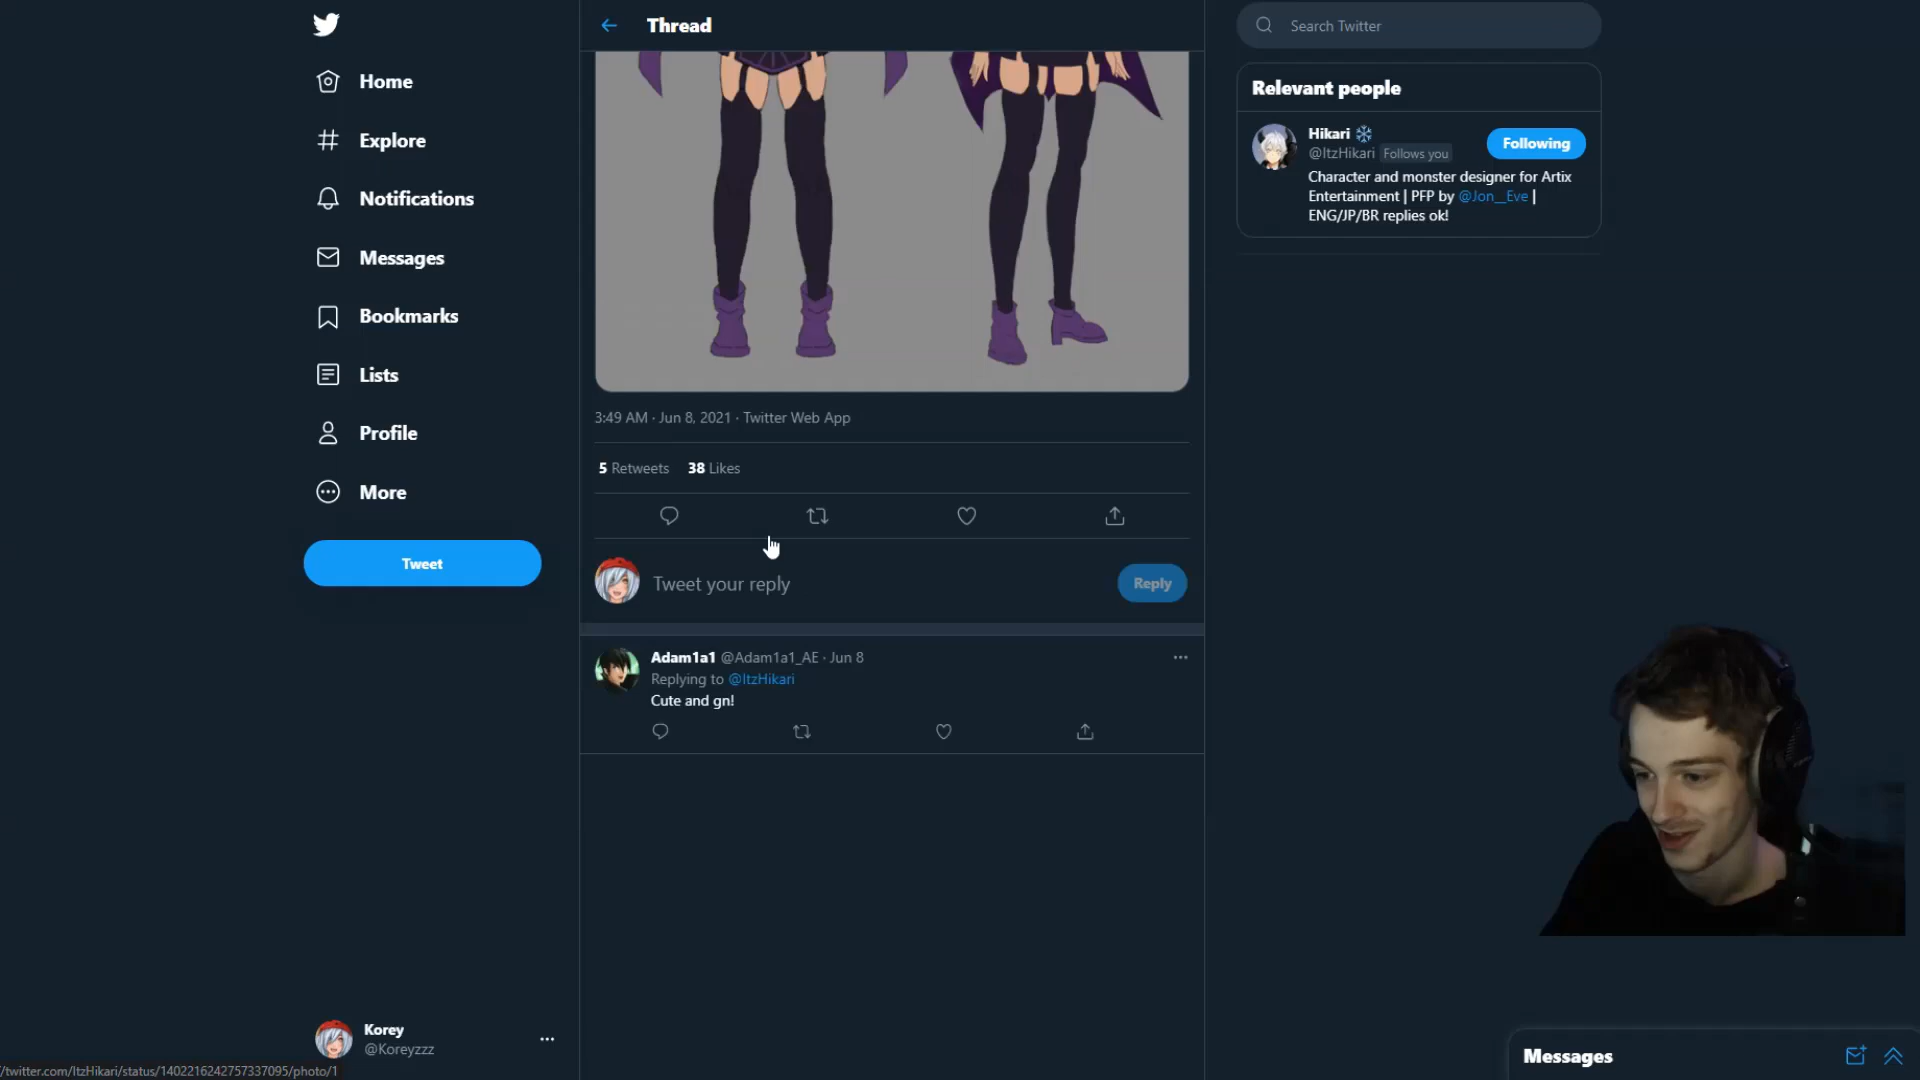 Home
Explore
Notifications
Messages
Bookmarks
Lists
Profile
More
Tweet
Korey
@Koreyzzz
/twitter.com/ItzHikari/status/1402216242757337095/photo/1
Thread
3:49 AM · Jun 8, 2021 · Twitter Web App
5 Retweets 38 Likes
Tweet your reply
Reply
Adam1a1 @Adam1a1_AE · Jun 8
Replying to @ItzHikari
Cute and gn!
Search Twitter
Relevant people
Hikari ❄️
@ItzHikari Follows you
Following
Character and monster designer for Artix
Entertainment | PFP by @Jon__Eve |
ENG/JP/BR replies ok!
Messages